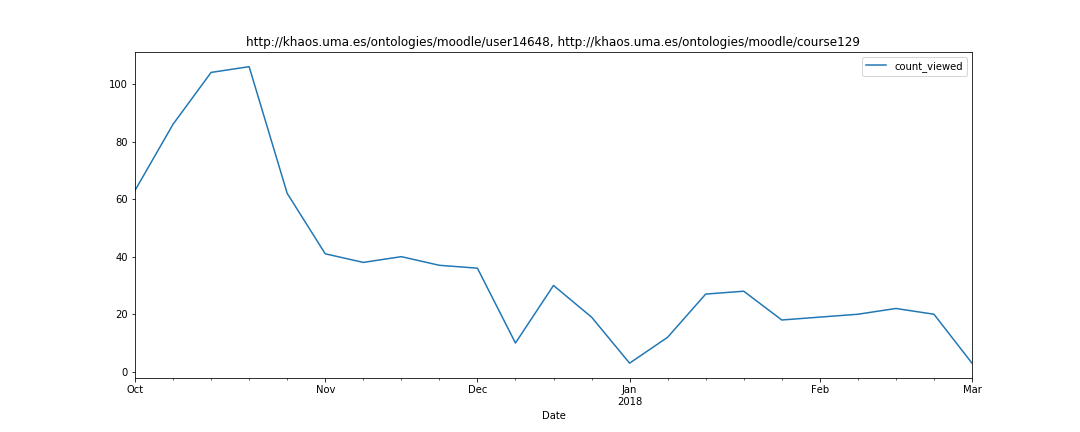 http://khaos.uma.es/ontologies/moodle/user14648, http://khaos.uma.es/ontologies/moodle/course129
count_viewed
100
80
60
40
20
0
Oct
Nov
Dec
Jan
2018
Feb
Mar
Date